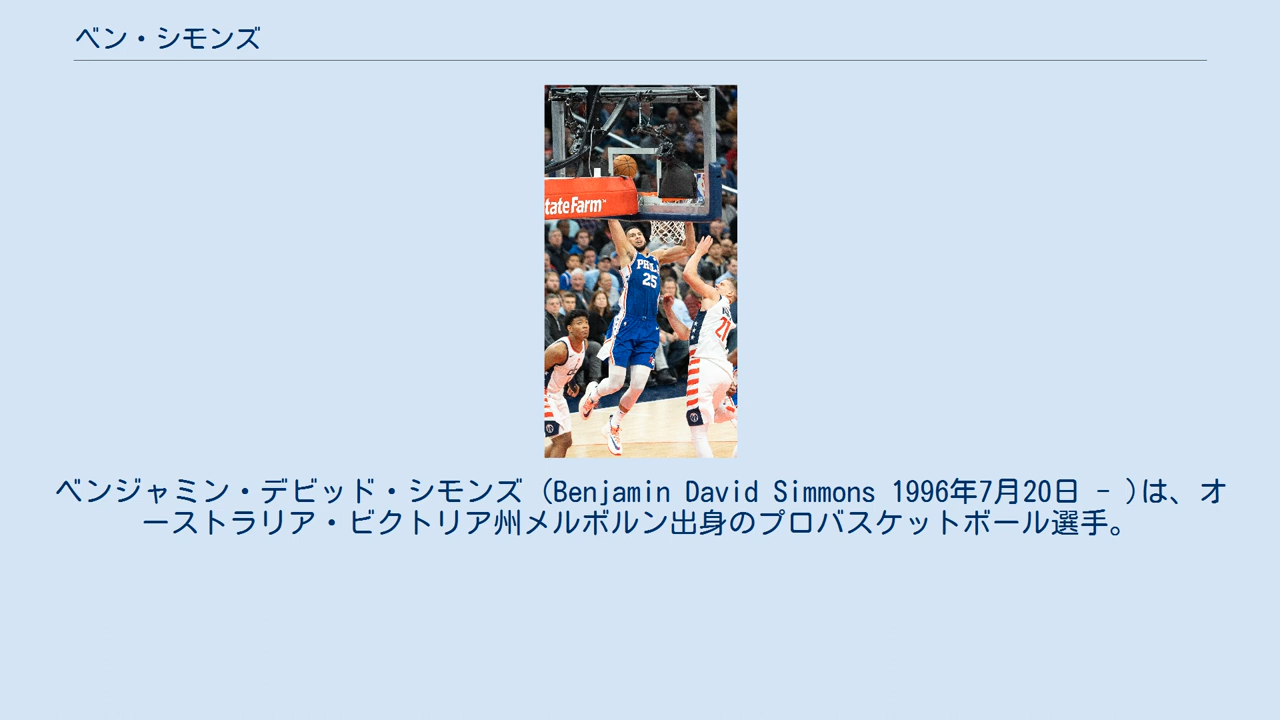 ベン・シモンズ
tateFarm™
PHILA
25
21
ベンジャミン・デビッド・シモンズ (Benjamin David Simmons 1996年7月20日 - )は、オ
ーストラリア・ビクトリア州メルボルン出身のプロバスケットボール選手。